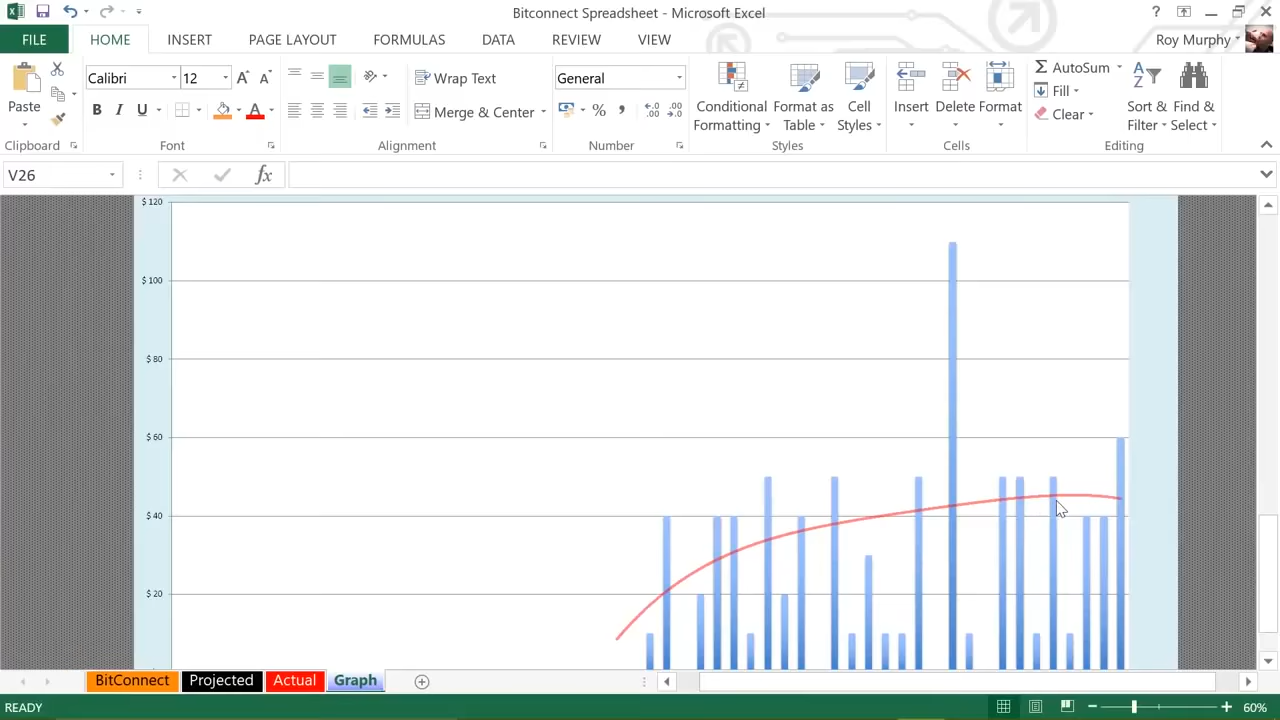 Bitconnect Spreadsheet - Microsoft Excel
?
FILE HOME INSERT PAGE LAYOUT FORMULAS DATA REVIEW VIEW Roy Murphy
Paste
Calibri 12
B I U A
Wrap Text
Merge & Center
General
%
Conditional Formatting
Format as Table
Cell Styles
Insert Delete Format
AutoSum
Fill
Clear
Sort & Filter
Find & Select
Clipboard Font Alignment Number Styles Cells Editing
V26 fx
$ 120
$ 100
$ 80
$ 60
$ 40
$ 20
BitConnect Projected Actual Graph
READY 60%